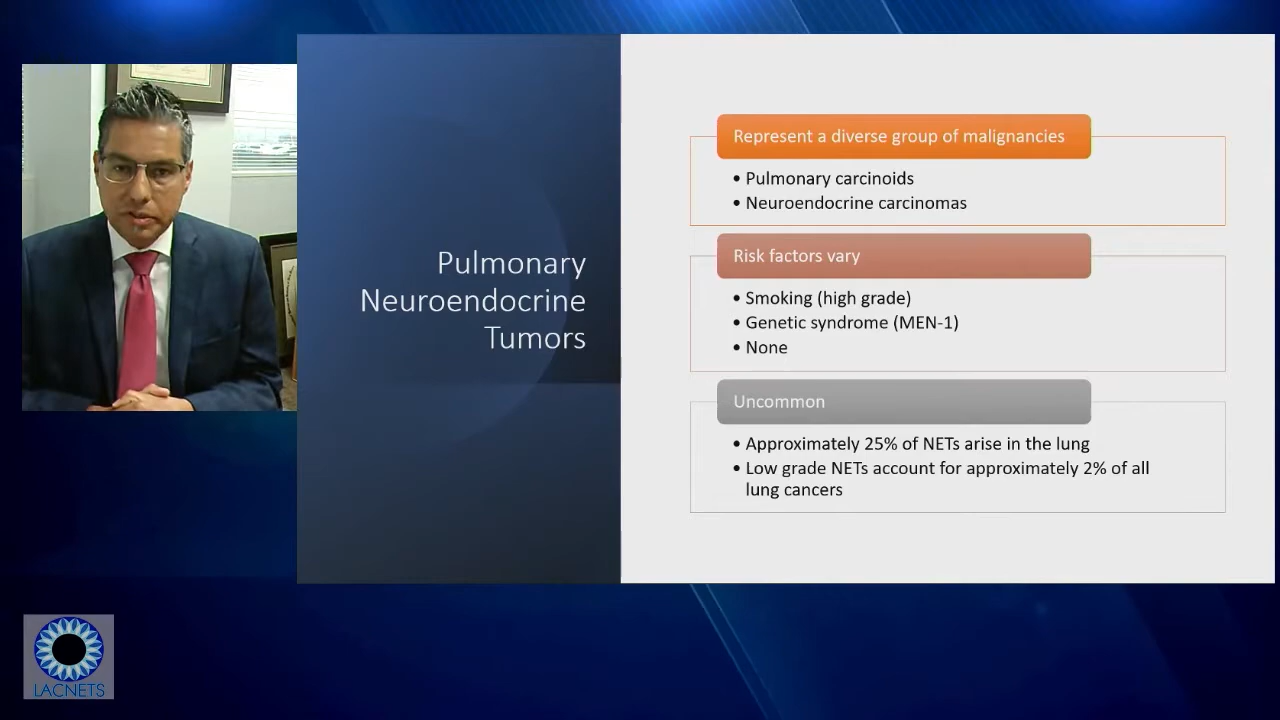 Pulmonary
Neuroendocrine
Tumors
Represent a diverse group of malignancies
• Pulmonary carcinoids
• Neuroendocrine carcinomas
Risk factors vary
• Smoking (high grade)
• Genetic syndrome (MEN-1)
• None
Uncommon
• Approximately 25% of NETs arise in the lung
• Low grade NETs account for approximately 2% of all
lung cancers
LACNETS